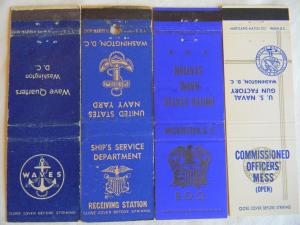 Wave Quarters
Washington
D. C.
WAVES
CLOSE COVER BEFORE STRIKING
WASHINGTON, D. C.
UNITED STATES
NAVY YARD
SHIP'S SERVICE
DEPARTMENT
RECEIVING STATION
CLOSE COVER BEFORE STRIKING
UNITED STATES
NAVAL
STATION
WASHINGTON, D. C.
U. S. NAVAL
GUN FACTORY
WASHINGTON, D. C.
COMMISSIONED
OFFICERS'
MESS
(OPEN)